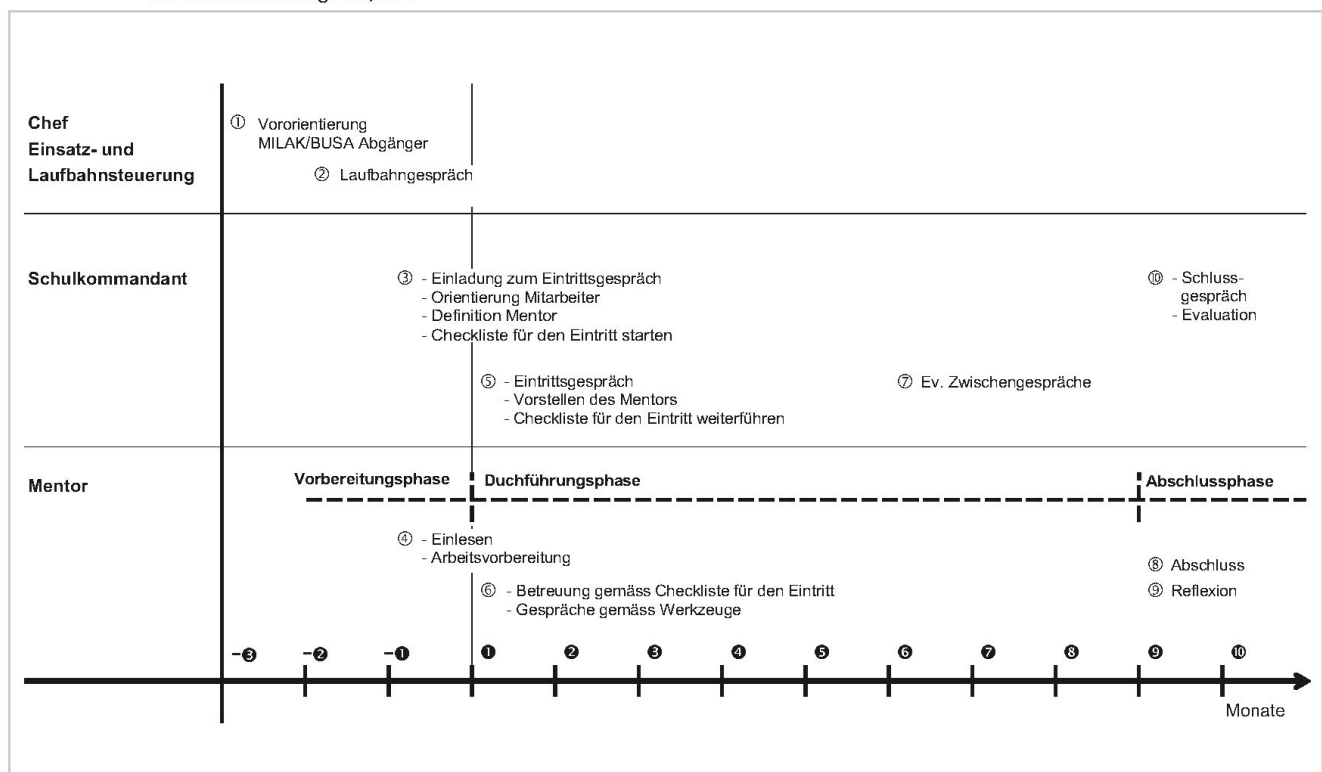 Chef
Einsatz- und
Laufbahnsteuerung
① Vororientierung
MILAK/BUSA Abgänger
② Laufbahngespräch
Schulkommandant
③ - Einladung zum Eintrittsgespräch
- Orientierung Mitarbeiter
- Definition Mentor
- Checkliste für den Eintritt starten
⑩ - Schluss-
gespräch
- Evaluation
⑤ - Eintrittsgespräch
- Vorstellen des Mentors
- Checkliste für den Eintritt weiterführen
⑦ Ev. Zwischengespräche
Mentor
Vorbereitungsphase
Duchführungsphase
Abschlussphase
④ - Einlesen
- Arbeitsvorbereitung
⑥ - Betreuung gemäss Checkliste für den Eintritt
- Gespräche gemäss Werkzeuge
⑧ Abschluss
⑨ Reflexion
-❸ -❷ -❶ ❶ ❷ ❸ ❹ ❺ ❻ ❼ ❽ ❾ ❿
Monate